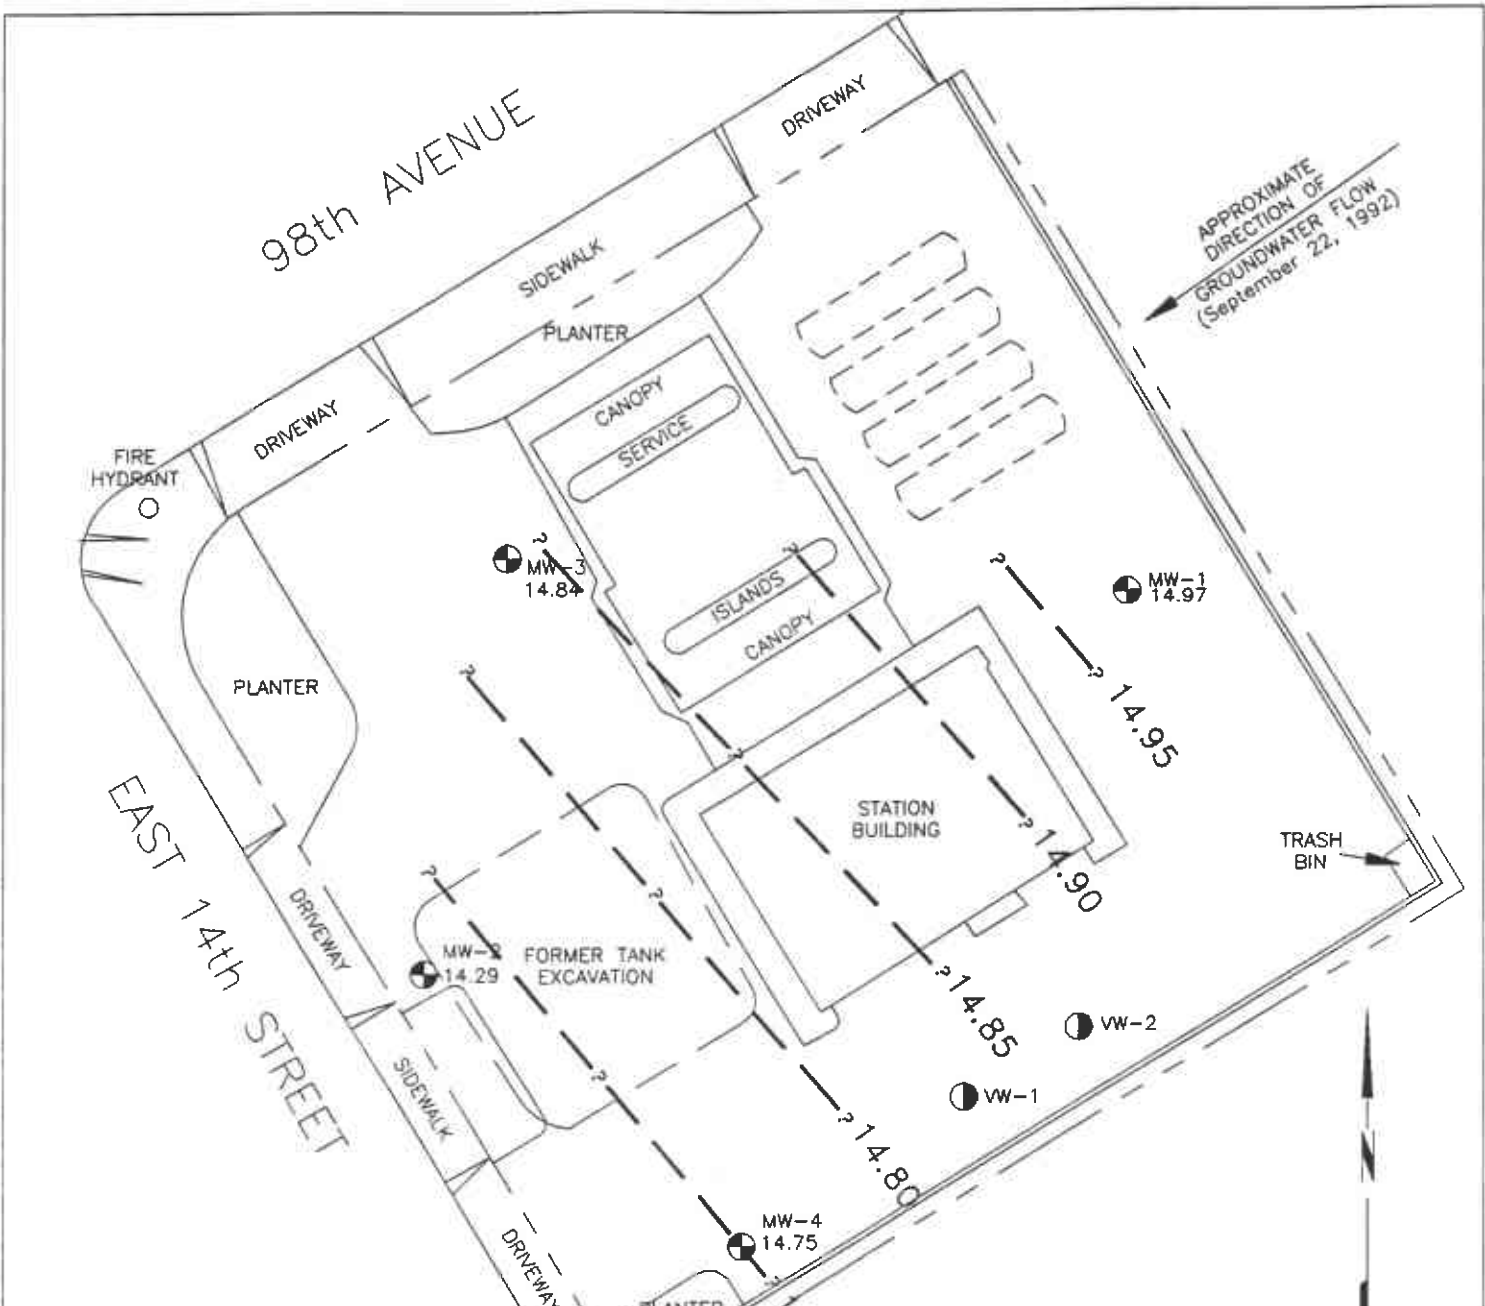 98th AVENUE
DRIVEWAY
SIDEWALK
PLANTER
APPROXIMATE
DIRECTION OF
GROUNDWATER FLOW
(September 22, 1992)
DRIVEWAY
CANOPY
SERVICE
FIRE
HYDRANT
?
MW-3
14.84
?
ISLANDS
CANOPY
?
MW-1
14.97
?
14.95
PLANTER
?
?
STATION
BUILDING
?
14.90
TRASH
BIN
EAST 14th STREET
?
?
DRIVEWAY
MW-2
14.29
FORMER TANK
EXCAVATION
?
14.85
VW-2
SIDEWALK
?
VW-1
?
14.80
N
MW-4
14.75
?
DRIVEWAY
PLANTER